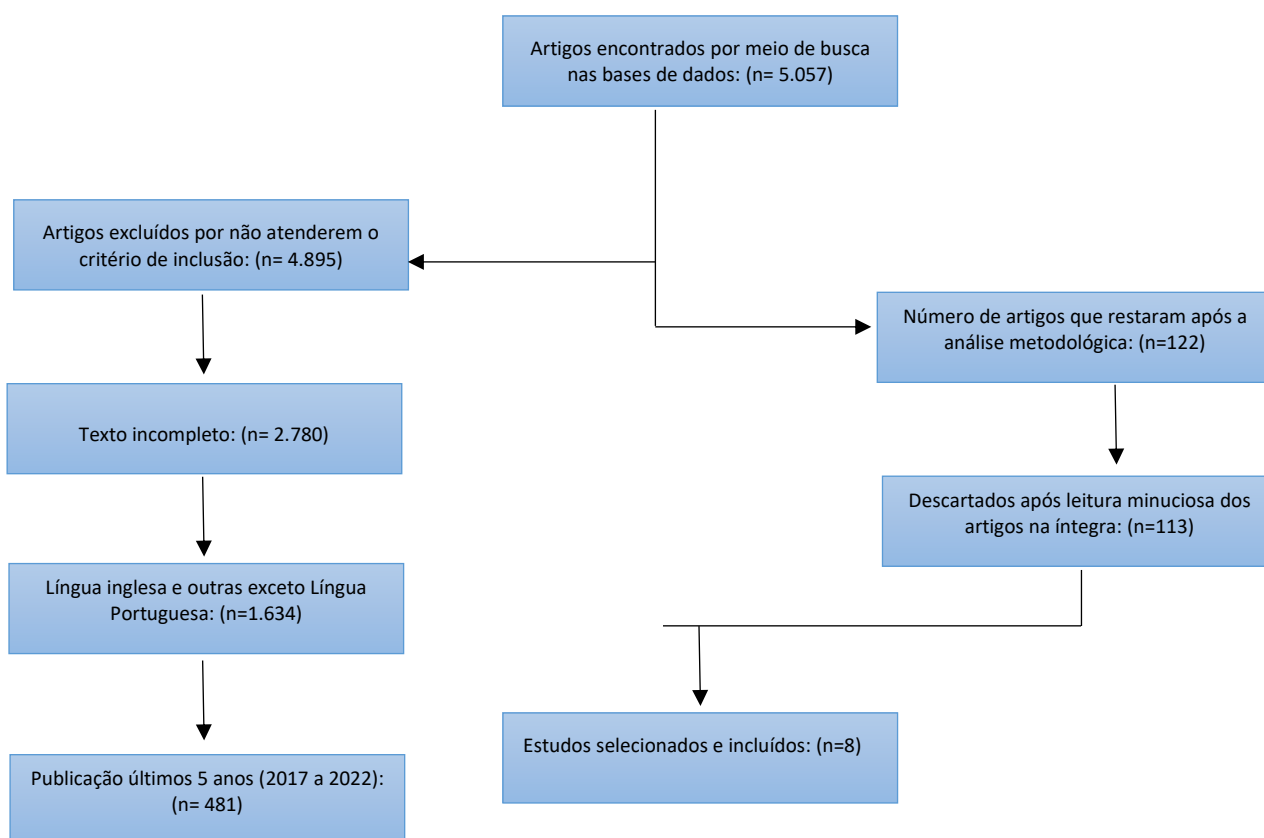 Artigos encontrados por meio de busca
nas bases de dados: (n= 5.057)
Artigos excluídos por não atenderem o
critério de inclusão: (n= 4.895)
Número de artigos que restaram após a
análise metodológica: (n=122)
Texto incompleto: (n= 2.780)
Descartados após leitura minuciosa dos
artigos na íntegra: (n=113)
Língua inglesa e outras exceto Língua
Portuguesa: (n=1.634)
Estudos selecionados e incluídos: (n=8)
Publicação últimos 5 anos (2017 a 2022):
(n= 481)